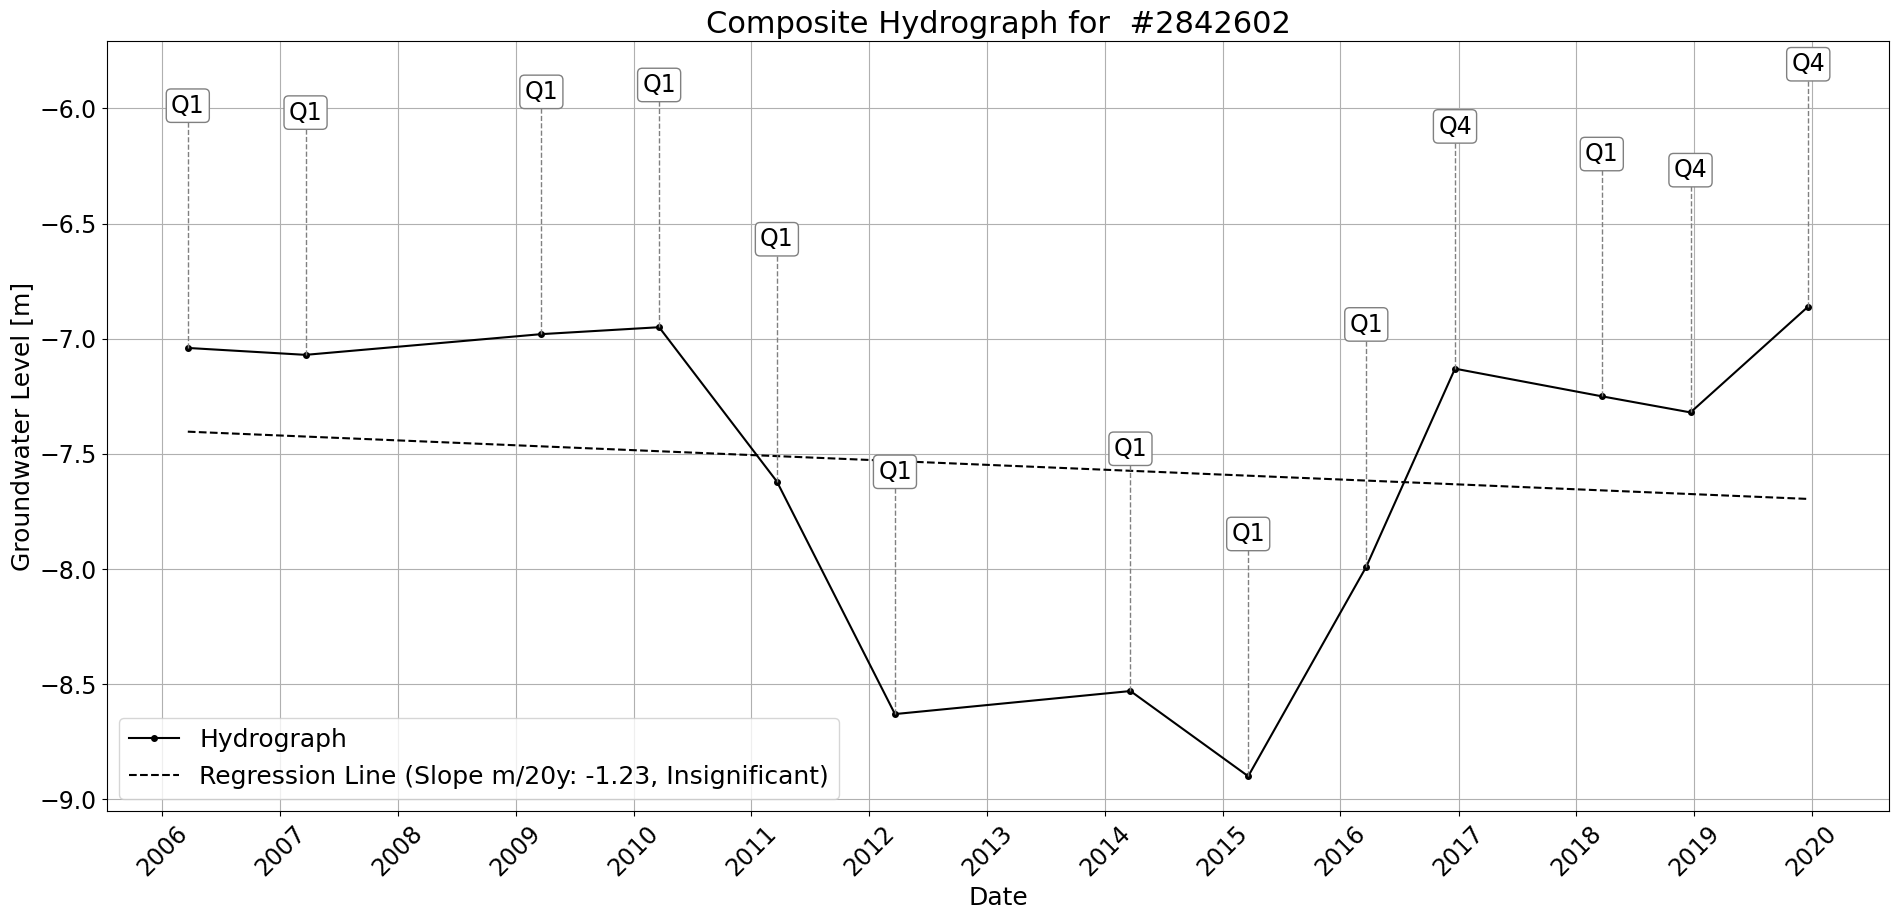 Composite Hydrograph for  #2842602
Groundwater Level [m]
−6.0
−6.5
−7.0
−7.5
−8.0
−8.5
−9.0
Q1
Q1
Q1
Q1
Q1
Q1
Q1
Q1
Q1
Q4
Q1
Q4
Q4
Hydrograph
Regression Line (Slope m/20y: -1.23, Insignificant)
2006
2007
2008
2009
2010
2011
2012
2013
2014
2015
2016
2017
2018
2019
2020
Date